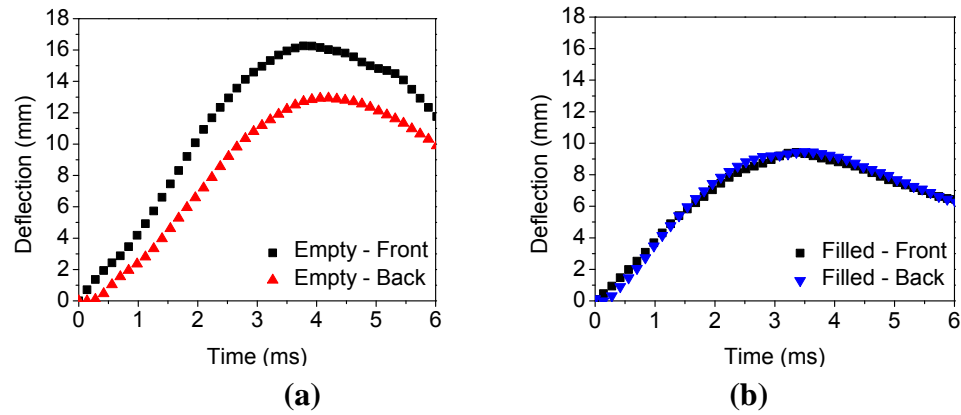 18
16
14
12
10
8
6
4
2
0
Deflection (mm)
Empty - Front
Empty - Back
0 1 2 3 4 5 6
Time (ms)
(a)
18
16
14
12
10
8
6
4
2
0
Deflection (mm)
Filled - Front
Filled - Back
0 1 2 3 4 5 6
Time (ms)
(b)